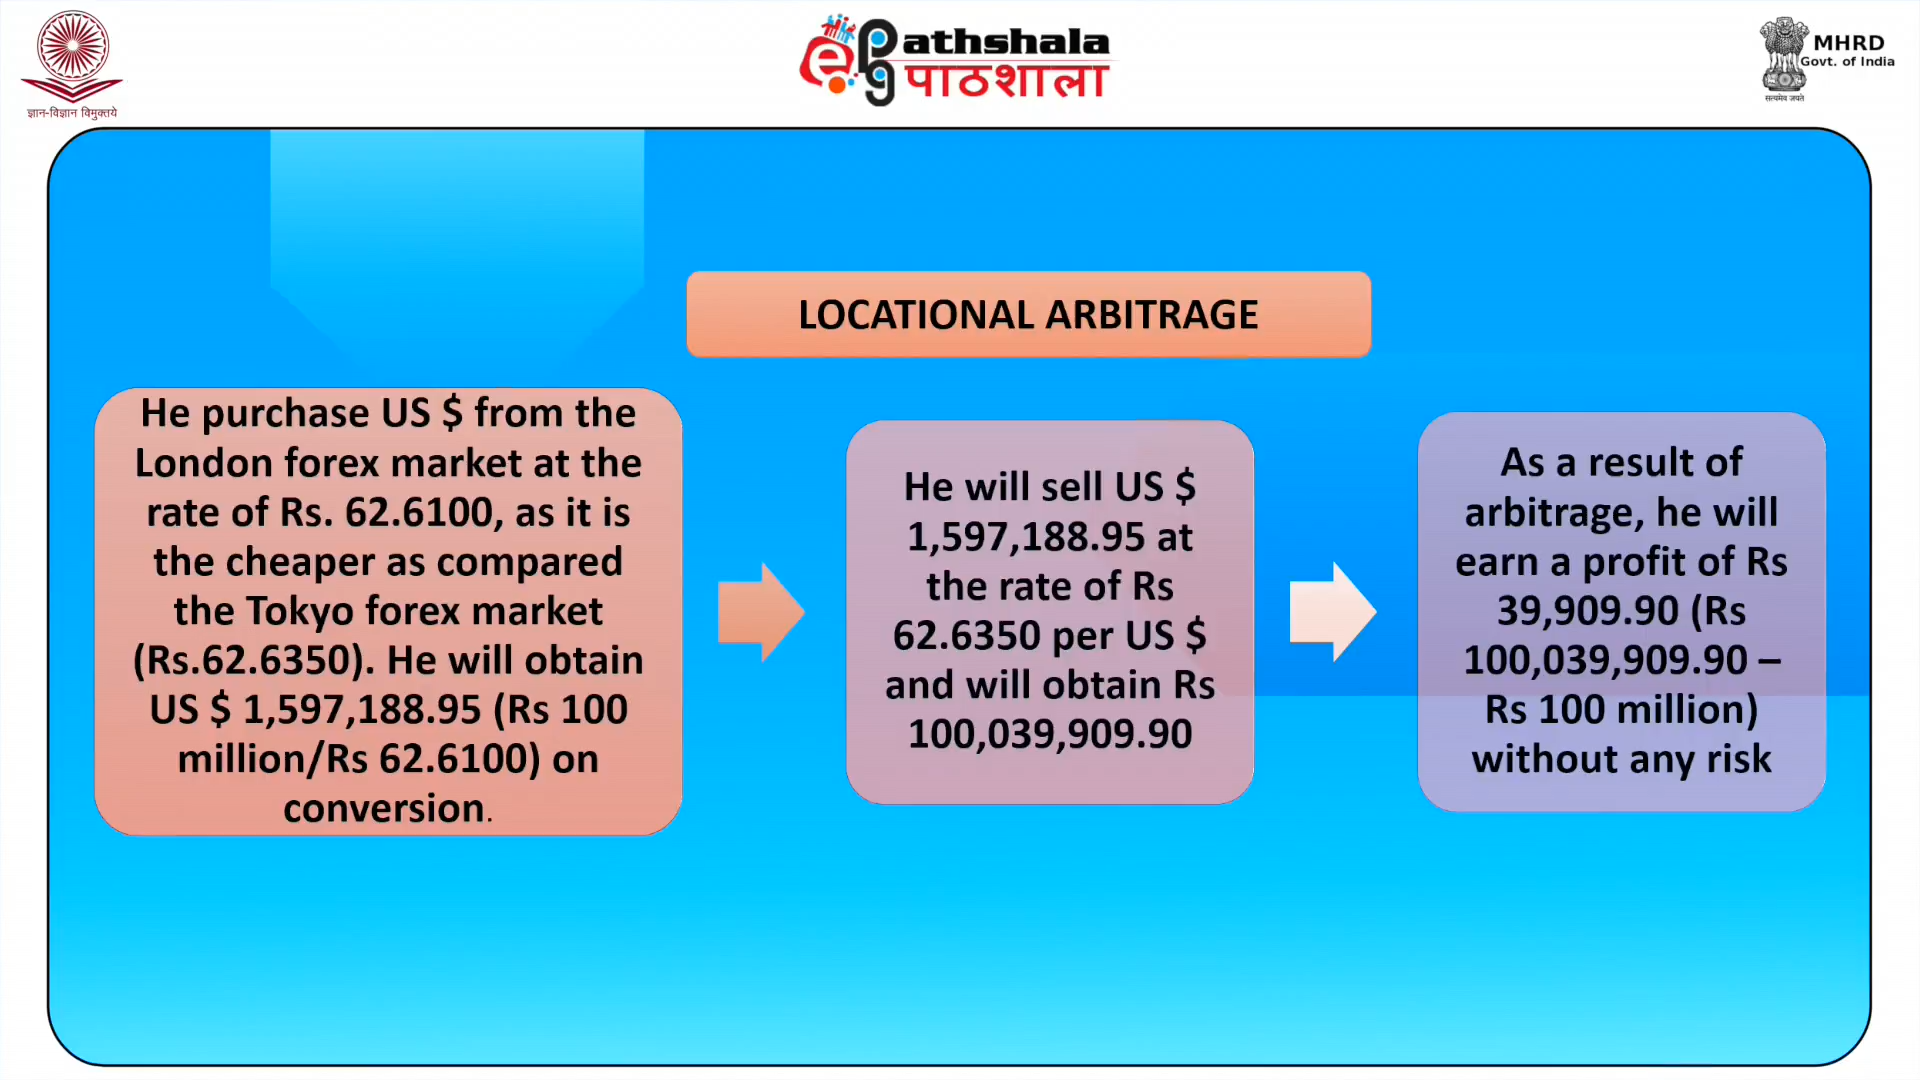 ज्ञान-विज्ञान विमुक्तये
e
pg
athshala
पाठशाला
MHRD
Govt. of India
सत्यमेव जयते
LOCATIONAL ARBITRAGE
He purchase US $ from the
London forex market at the
rate of Rs. 62.6100, as it is
the cheaper as compared
the Tokyo forex market
(Rs.62.6350). He will obtain
US $ 1,597,188.95 (Rs 100
million/Rs 62.6100) on
conversion.
He will sell US $
1,597,188.95 at
the rate of Rs
62.6350 per US $
and will obtain Rs
100,039,909.90
As a result of
arbitrage, he will
earn a profit of Rs
39,909.90 (Rs
100,039,909.90 –
Rs 100 million)
without any risk